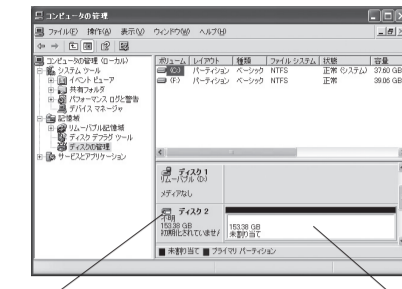 コンピュータの管理
ファイル(F) 操作(A) 表示(V) ウィンドウ(W) ヘルプ(H)
コンピュータの管理 (ローカル)
システム ツール
イベント ビューア
共有フォルダ
パフォーマンス ログと警告
デバイス マネージャ
記憶域
リムーバブル記憶域
ディスク デフラグ ツール
ディスクの管理
サービスとアプリケーション
ボリューム レイアウト 種類 ファイル システム 状態 容量
(C:) パーティション ベーシック NTFS 正常 (システム) 37.60 GB
(F:) パーティション ベーシック NTFS 正常 39.06 GB
ディスク 1
リムーバブル (D:)
メディアなし
ディスク 2
不明
153.38 GB
初期化されていませ
153.38 GB
未割り当て
未割り当て プライマリ パーティション